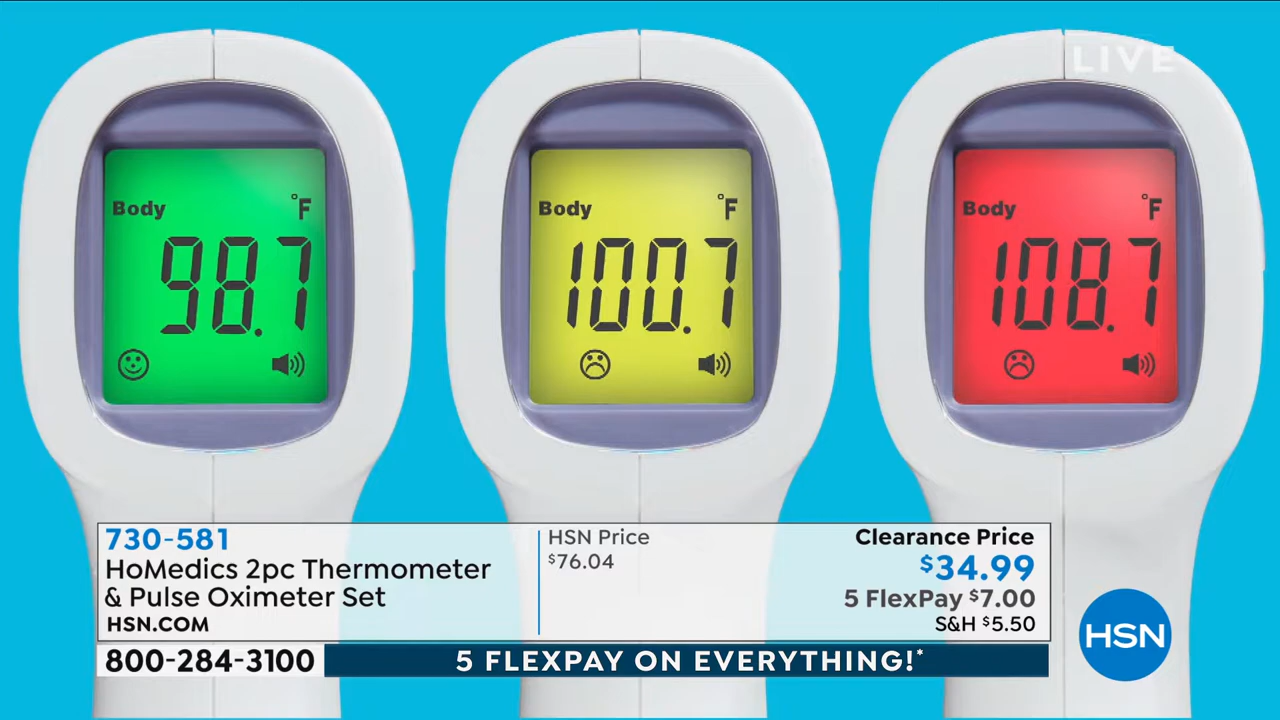 LIVE
Body °F
98.7
Body °F
100.7
Body °F
108.7
730-581
HoMedics 2pc Thermometer
& Pulse Oximeter Set
HSN.COM
HSN Price
$76.04
Clearance Price
$34.99
5 FlexPay $7.00
S&H $5.50
HSN
800-284-3100
5 FLEXPAY ON EVERYTHING!*